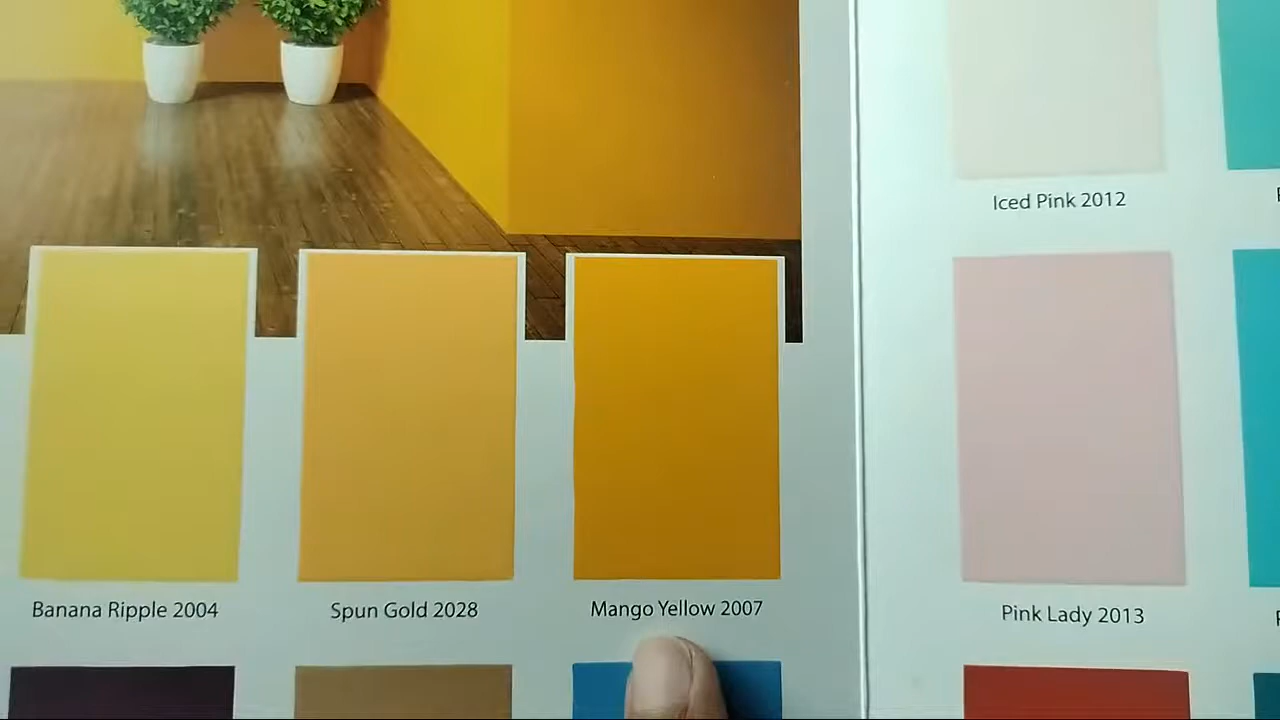 Iced Pink 2012
Banana Ripple 2004
Spun Gold 2028
Mango Yellow 2007
Pink Lady 2013